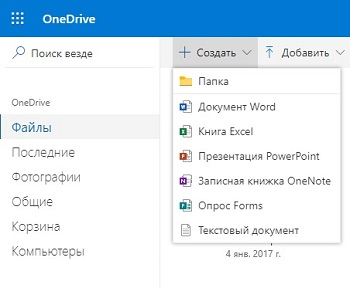 OneDrive
Поиск везде
Создать
Добавить
OneDrive
Файлы
Последние
Фотографии
Общие
Корзина
Компьютеры
Папка
Документ Word
Книга Excel
Презентация PowerPoint
Записная книжка OneNote
Опрос Forms
Текстовый документ
4 янв. 2017 г.